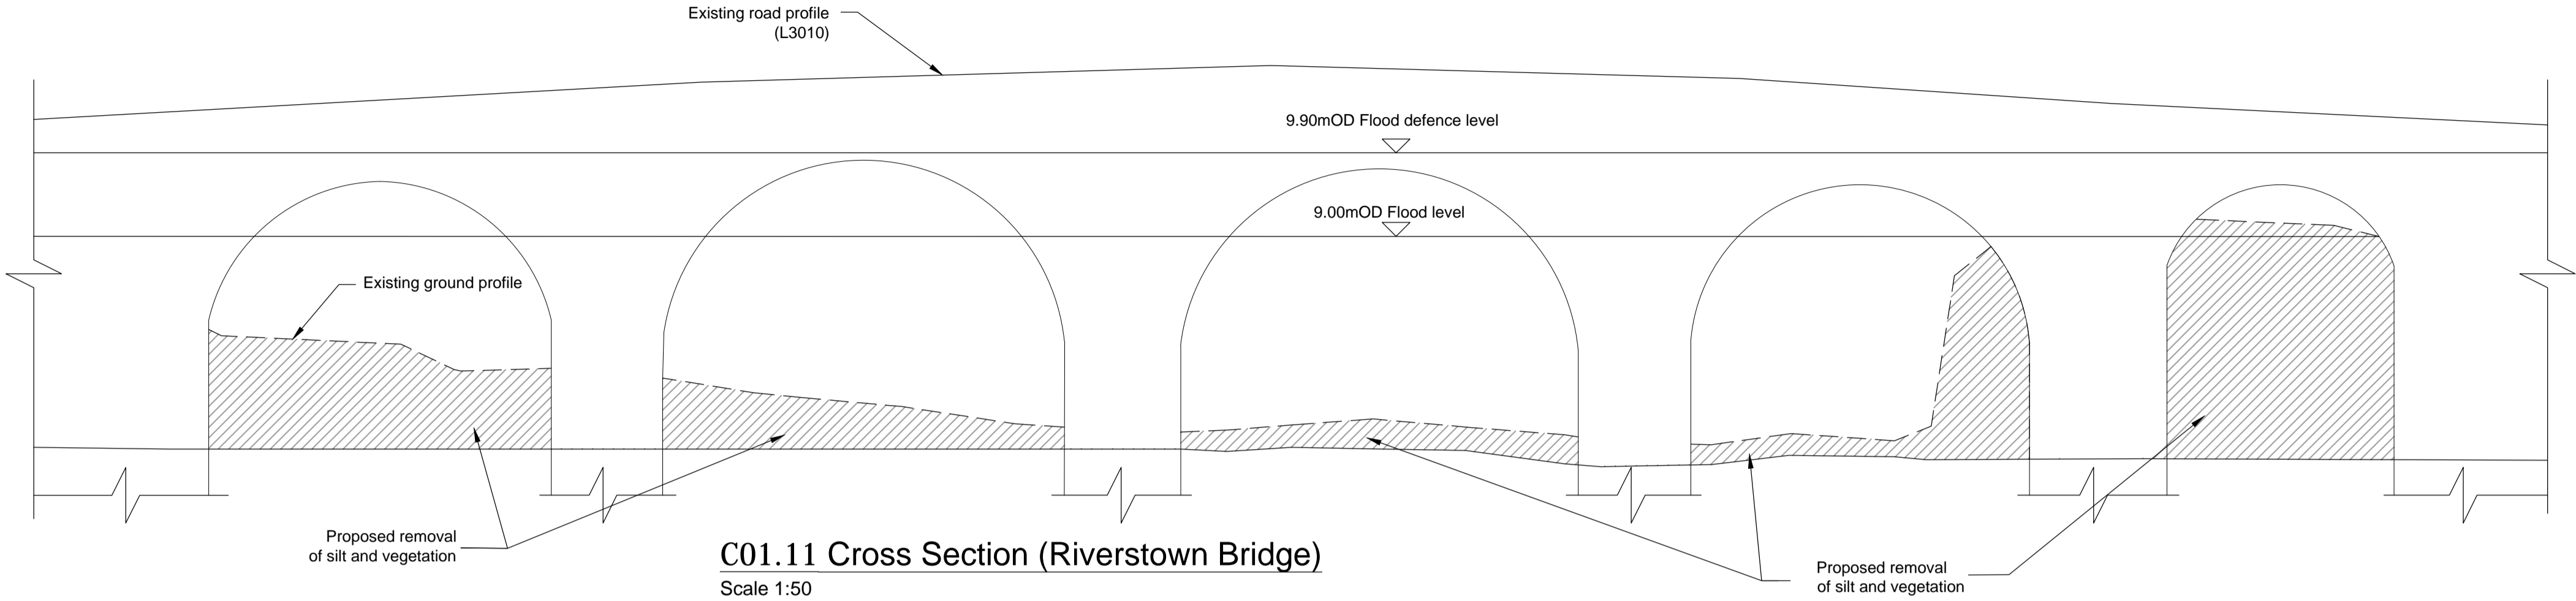 Existing road profile
(L3010)
9.90mOD Flood defence level
9.00mOD Flood level
Existing ground profile
Proposed removal
of silt and vegetation
C01.11 Cross Section (Riverstown Bridge)
Scale 1:50
Proposed removal
of silt and vegetation